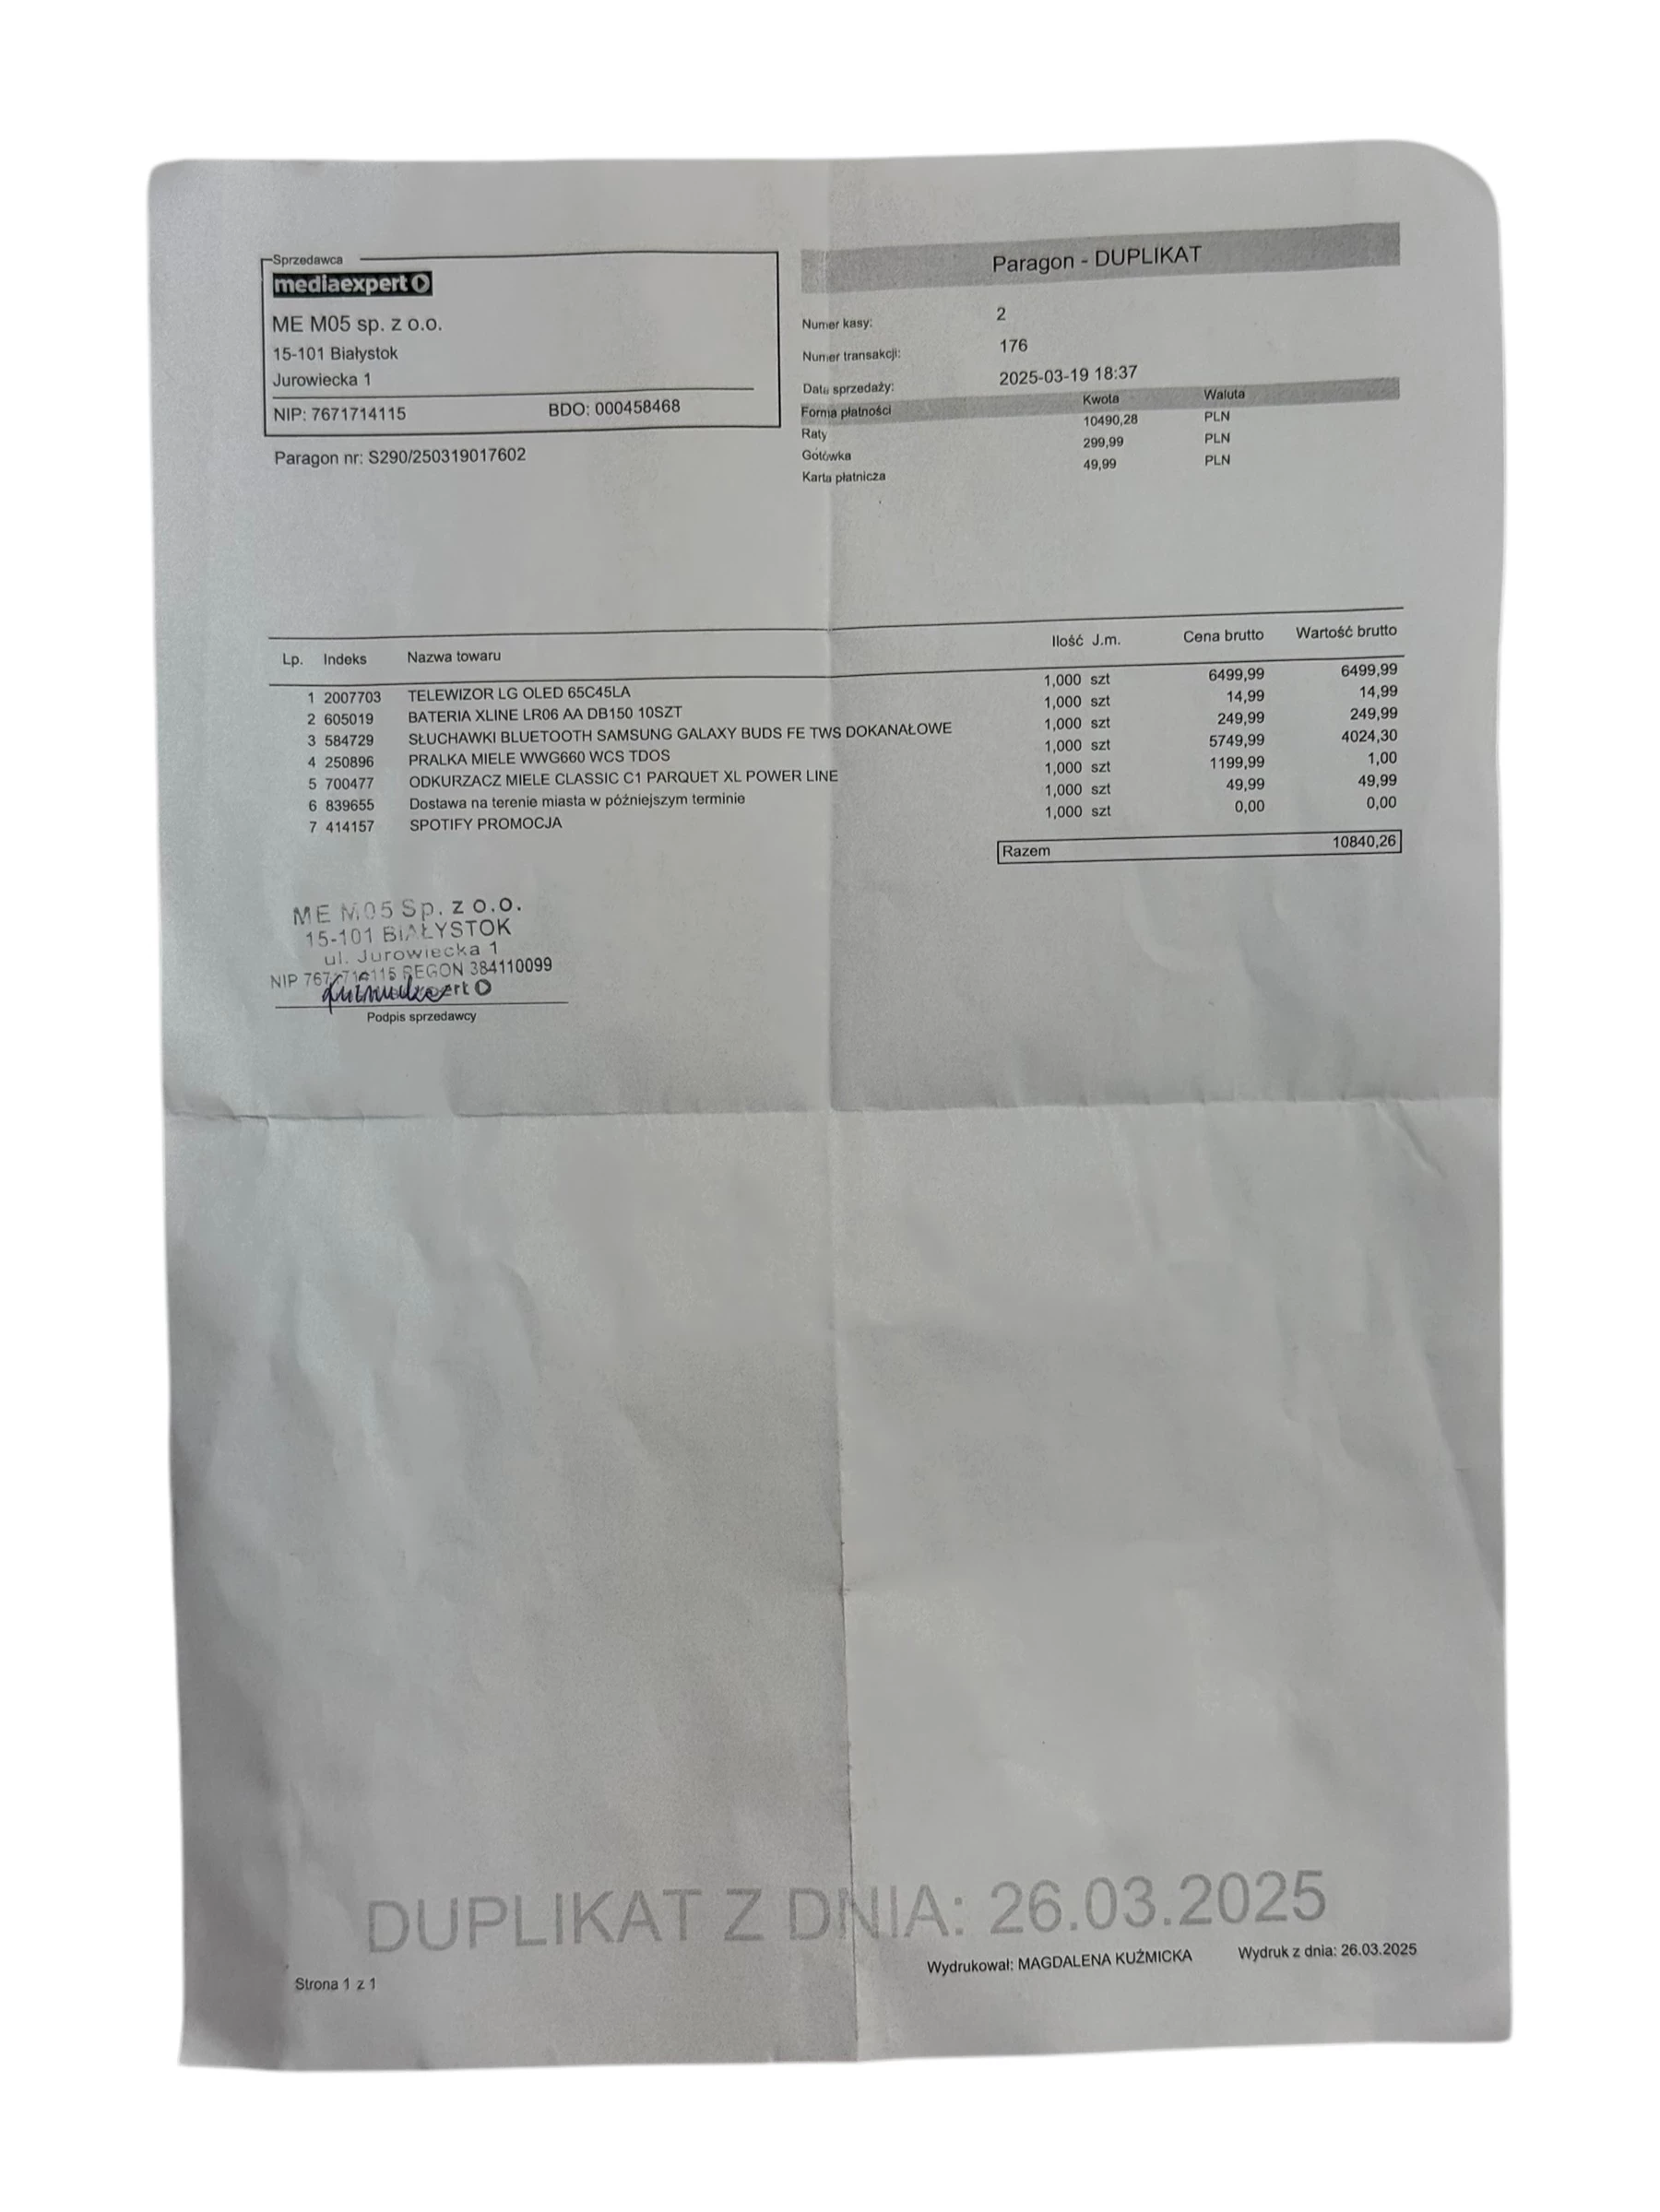 Sprzedawca
mediaexpert
ME M05 sp. z o.o.
15-101 Białystok
Jurowiecka 1
NIP: 7671714115 BDO: 000458468
Paragon nr: S290/250319017602
Paragon - DUPLIKAT
Numer kasy: 2
Numer transakcji: 176
Data sprzedaży: 2025-03-19 18:37
Forma płatności Kwota Waluta
Raty 10490,28 PLN
Gotówka 299,99 PLN
Karta płatnicza 49,99 PLN
Lp. Indeks Nazwa towaru Ilość J.m. Cena brutto Wartość brutto
1 2007703 TELEWIZOR LG OLED 65C45LA 1,000 szt 6499,99 6499,99
2 605019 BATERIA XLINE LR06 AA DB150 10SZT 1,000 szt 14,99 14,99
3 584729 SŁUCHAWKI BLUETOOTH SAMSUNG GALAXY BUDS FE TWS DOKANAŁOWE 1,000 szt 249,99 249,99
4 250896 PRALKA MIELE WWG660 WCS TDOS 1,000 szt 5749,99 4024,30
5 700477 ODKURZACZ MIELE CLASSIC C1 PARQUET XL POWER LINE 1,000 szt 1199,99 1,00
6 839655 Dostawa na terenie miasta w późniejszym terminie 1,000 szt 49,99 49,99
7 414157 SPOTIFY PROMOCJA 1,000 szt 0,00 0,00
Razem 10840,26
ME M05 Sp. z o.o.
15-101 BIAŁYSTOK
ul. Jurowiecka 1
NIP 7671714115 REGON 384110099
Podpis sprzedawcy
DUPLIKAT Z DNIA: 26.03.2025
Wydrukował: MAGDALENA KUŹMICKA Wydruk z dnia: 26.03.2025
Strona 1 z 1